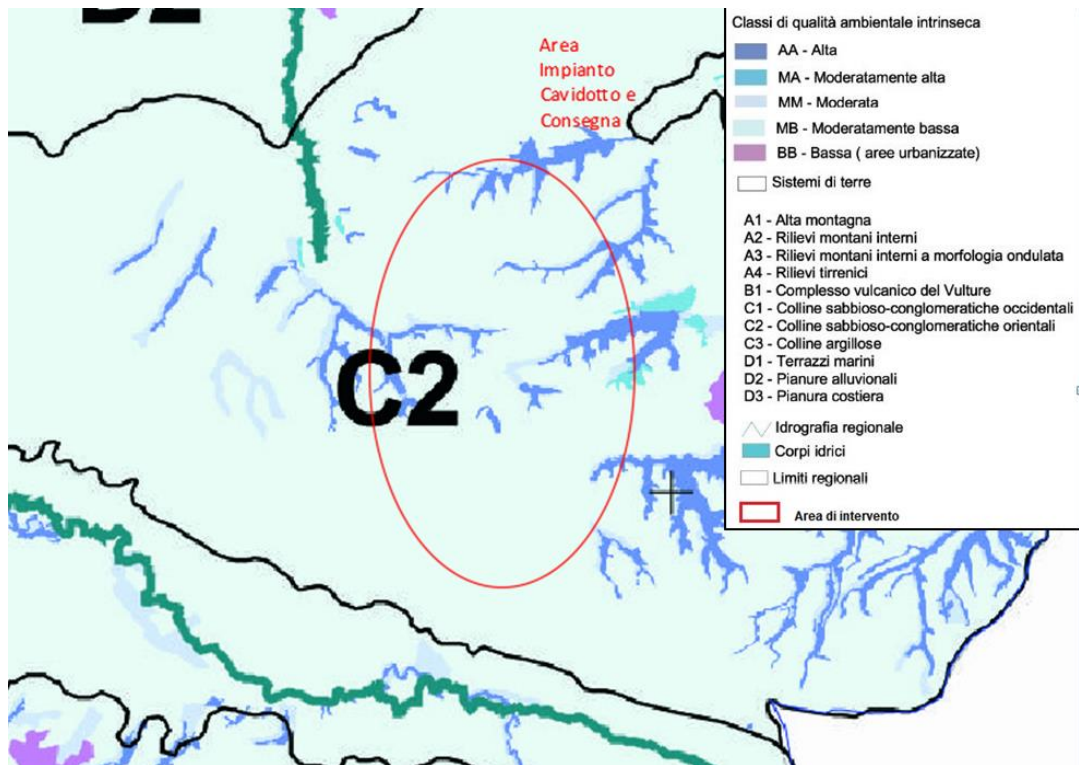 D2
Area
Impianto
Cavidotto e
Consegna
C2
Classi di qualità ambientale intrinseca
AA - Alta
MA - Moderatamente alta
MM - Moderata
MB - Moderatamente bassa
BB - Bassa ( aree urbanizzate)
Sistemi di terre
A1 - Alta montagna
A2 - Rilievi montani interni
A3 - Rilievi montani interni a morfologia ondulata
A4 - Rilievi tirrenici
B1 - Complesso vulcanico del Vulture
C1 - Colline sabbioso-conglomeratiche occidentali
C2 - Colline sabbioso-conglomeratiche orientali
C3 - Colline argillose
D1 - Terrazzi marini
D2 - Pianure alluvionali
D3 - Pianura costiera
Idrografia regionale
Corpi idrici
Limiti regionali
Area di intervento